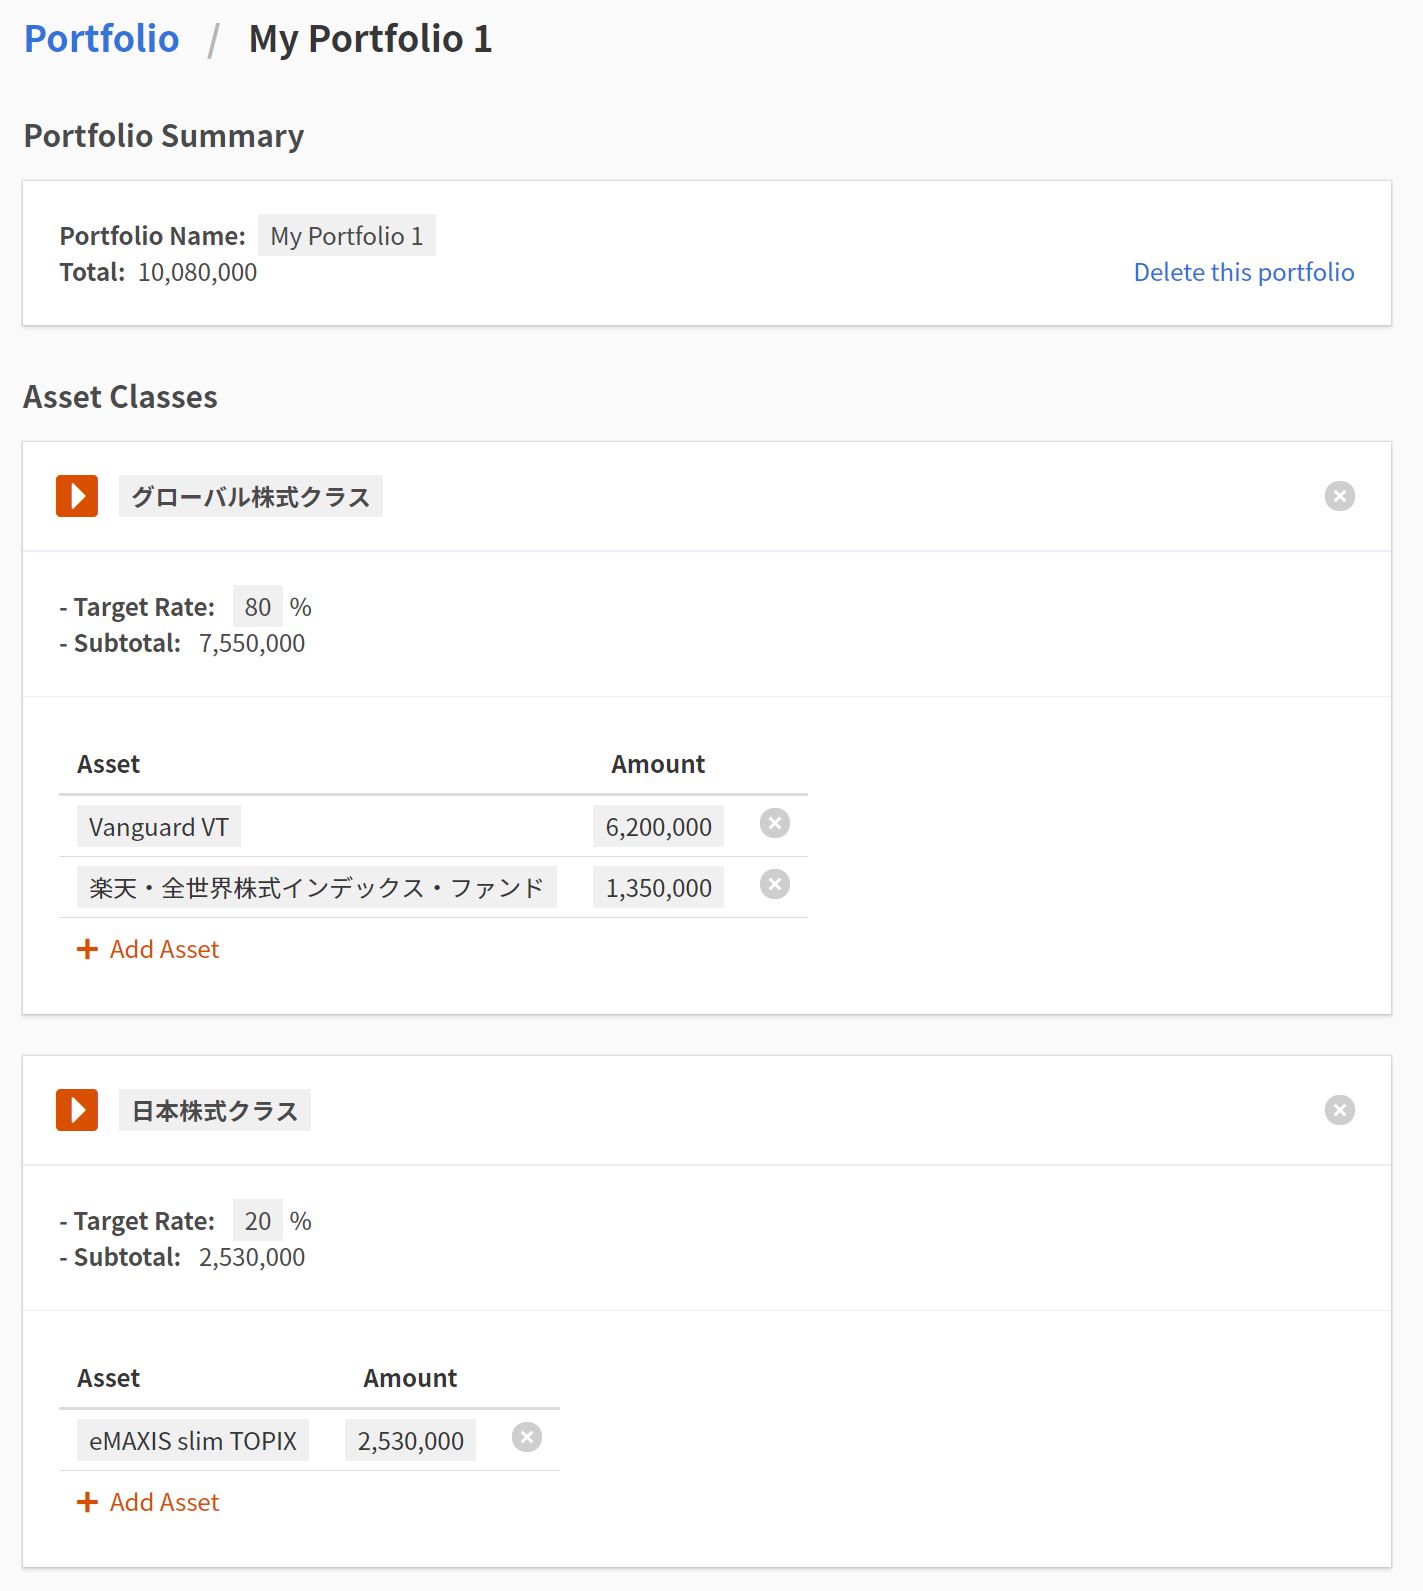 Portfolio / My Portfolio 1
Portfolio Summary
Portfolio Name: My Portfolio 1
Total: 10,080,000
Delete this portfolio
Asset Classes
グローバル株式クラス
- Target Rate: 80 %
- Subtotal: 7,550,000
Asset Amount
Vanguard VT 6,200,000
楽天・全世界株式インデックス・ファンド 1,350,000
+ Add Asset
日本株式クラス
- Target Rate: 20 %
- Subtotal: 2,530,000
Asset Amount
eMAXIS slim TOPIX 2,530,000
+ Add Asset